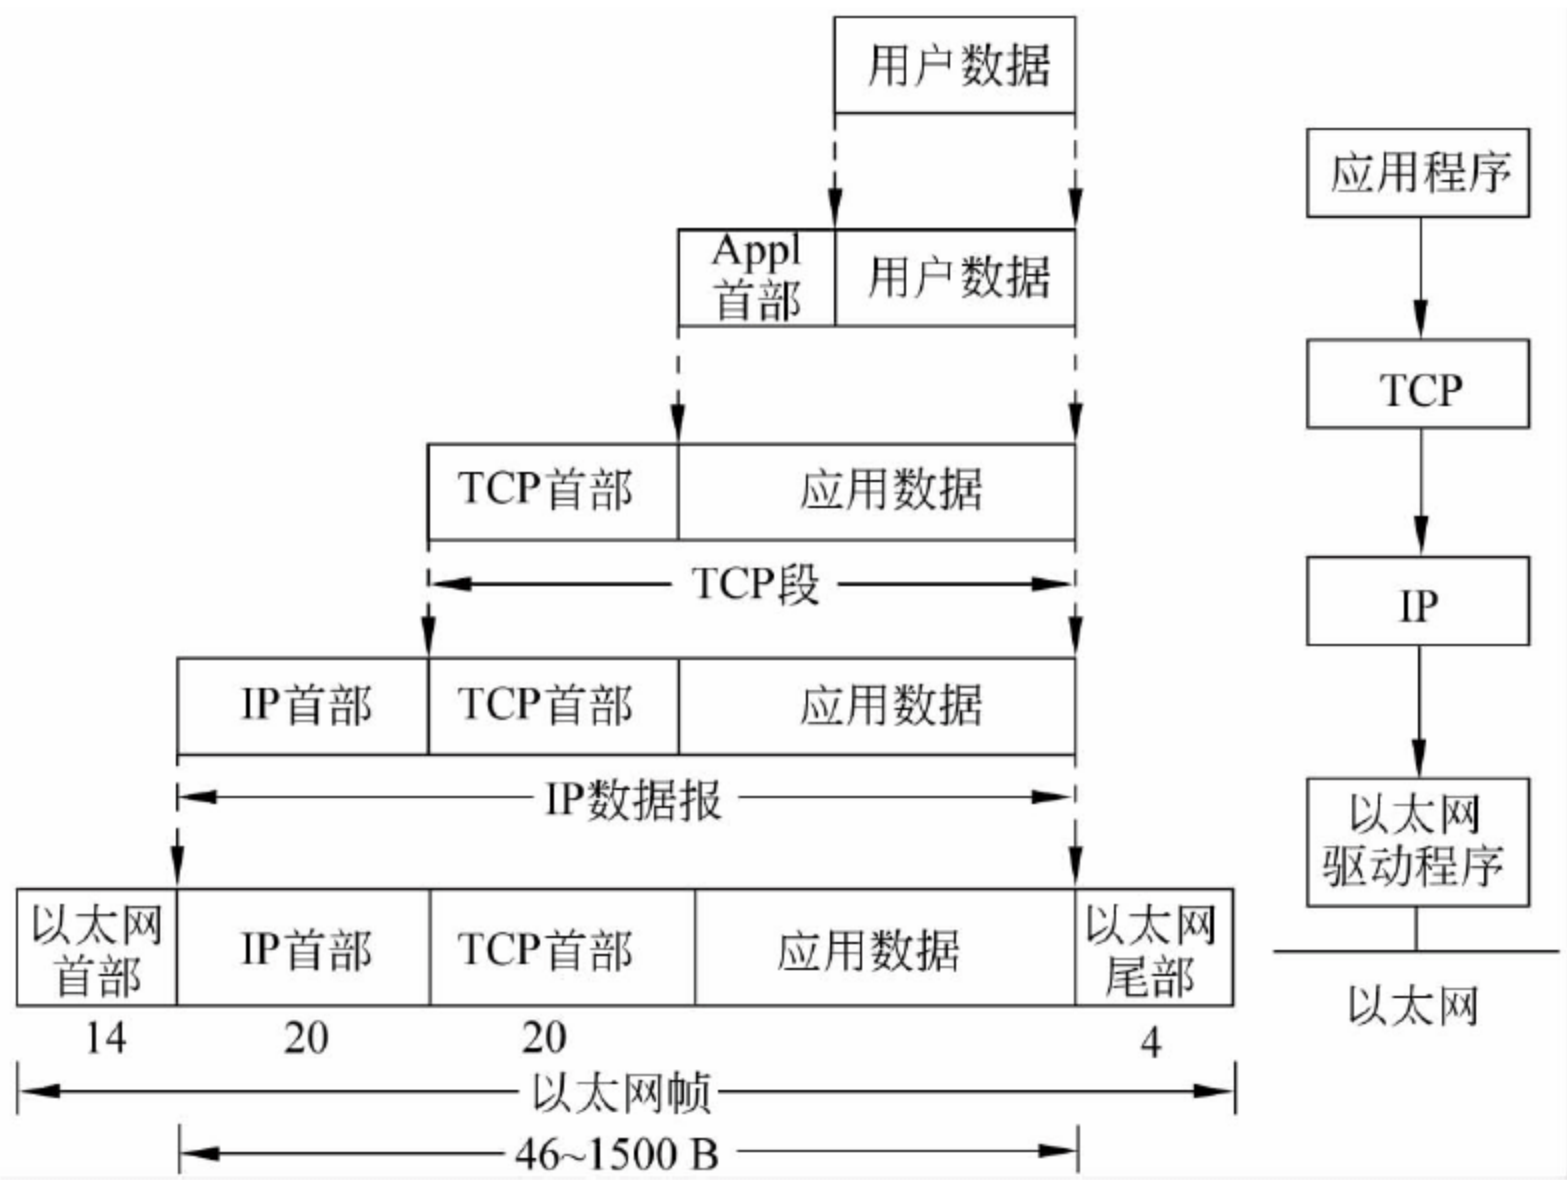 用户数据
Appl
首部
用户数据
TCP首部
应用数据
TCP段
IP首部
TCP首部
应用数据
IP数据报
以太网
首部
IP首部
TCP首部
应用数据
以太网
尾部
14
20
20
4
以太网帧
46~1500 B
应用程序
TCP
IP
以太网
驱动程序
以太网